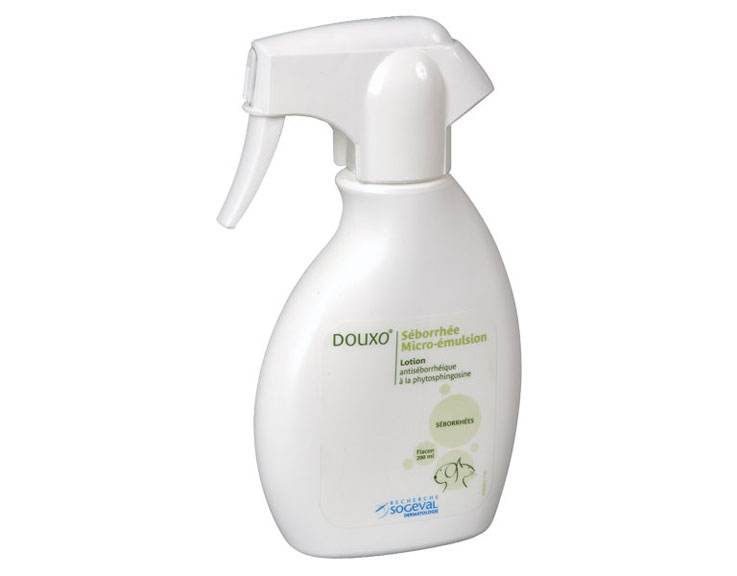 DOUXO®
Séborrhée
Micro-émulsion
Lotion
antiséborrhéique
à la phytosphingosine
SÉBORRHÉES
Flacon
200 ml
RECHERCHE
SOGEVAL
DERMATOLOGIE